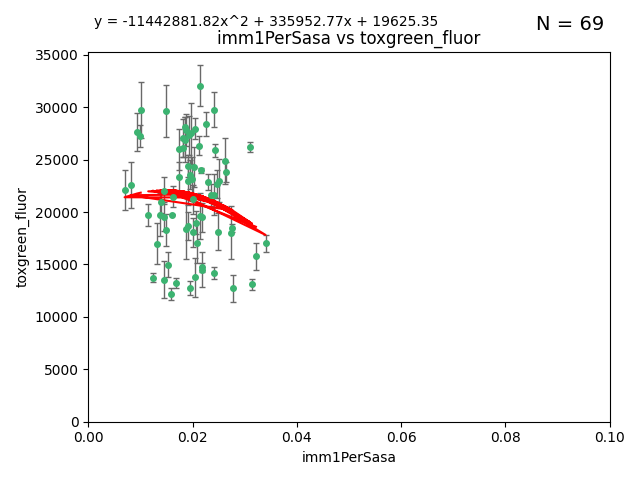 y = -11442881.82x^2 + 335952.77x + 19625.35
N = 69
imm1PerSasa vs toxgreen_fluor
35000
30000
25000
20000
15000
10000
5000
0
toxgreen_fluor
0.00 0.02 0.04 0.06 0.08 0.10
imm1PerSasa